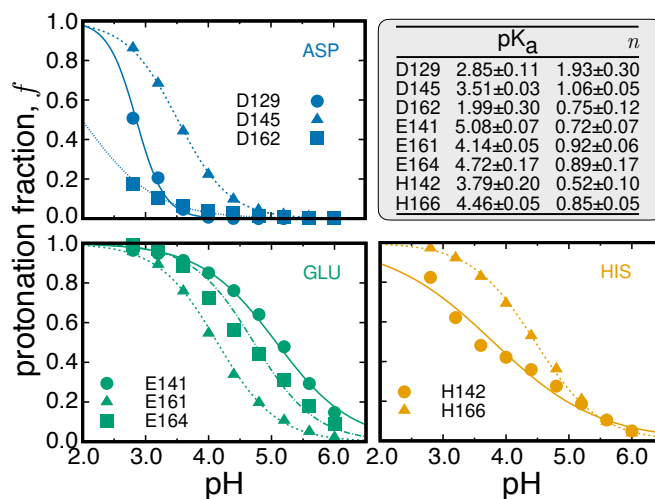 protonation fraction, f
1.0
0.8
0.6
0.4
0.2
0.0
ASP
D129
D145
D162
pKa n
D129 2.85±0.11 1.93±0.30
D145 3.51±0.03 1.06±0.05
D162 1.99±0.30 0.75±0.12
E141 5.08±0.07 0.72±0.07
E161 4.14±0.05 0.92±0.06
E164 4.72±0.17 0.89±0.17
H142 3.79±0.20 0.52±0.10
H166 4.46±0.05 0.85±0.05
1.0
0.8
0.6
0.4
0.2
0.0
GLU
E141
E161
E164
2.0 3.0 4.0 5.0 6.0
pH
HIS
H142
H166
2.0 3.0 4.0 5.0 6.0
pH